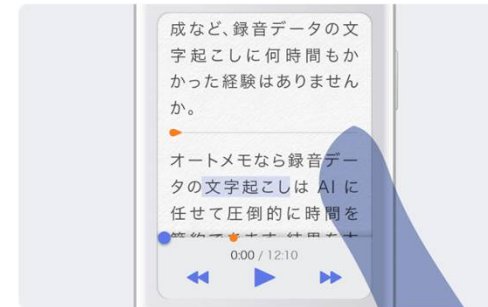 成など、録音データの文
字起こしに何時間もか
かった経験はありません
か。
オートメモなら録音デー
タの文字起こしは AI に
任せて圧倒的に時間を
0:00 / 12:10